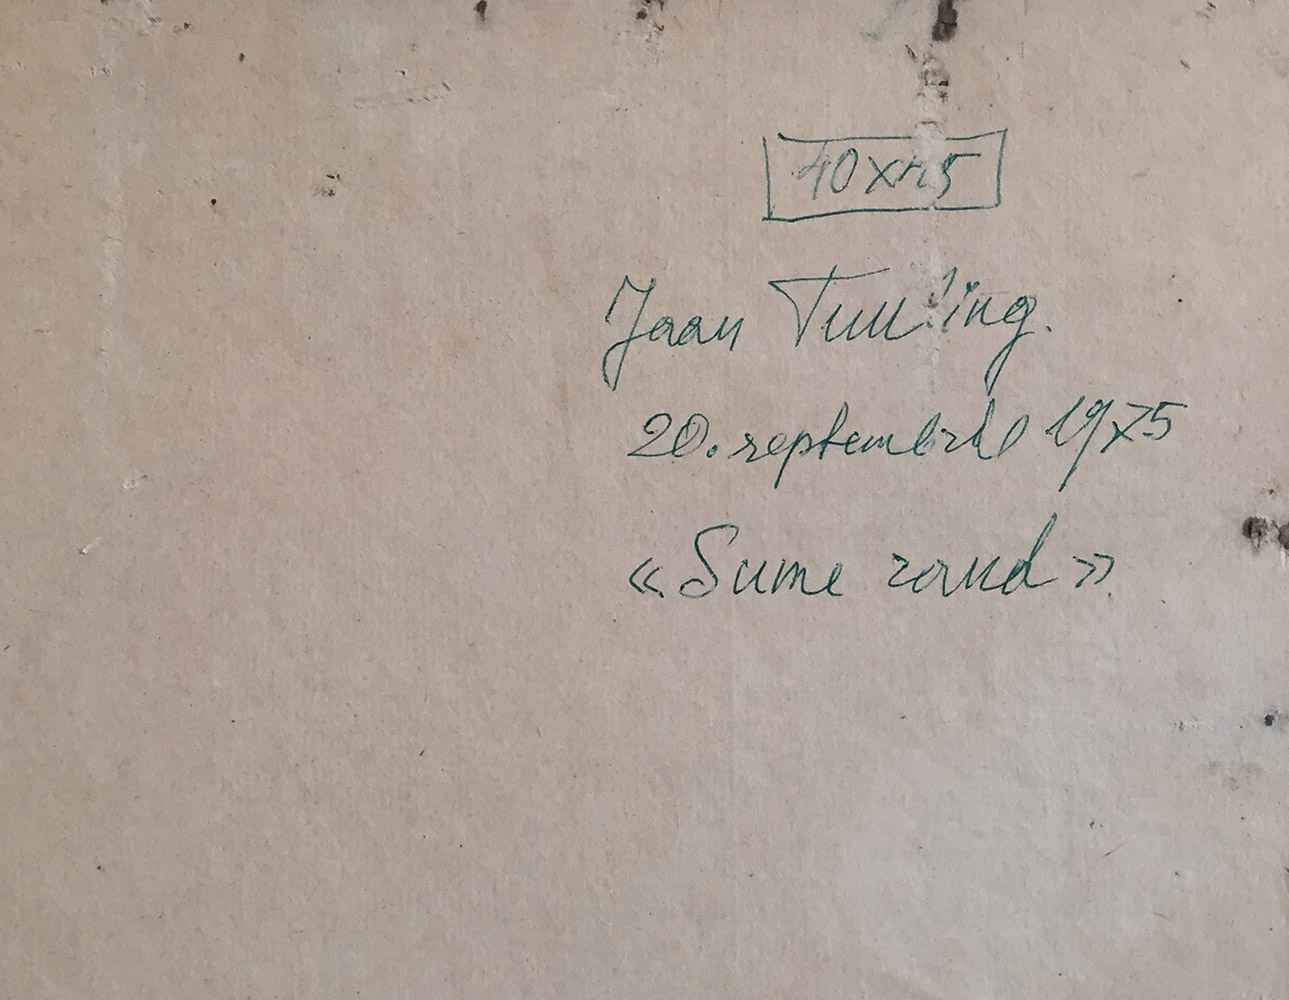 40x45
Jaan Tuuling.
20. septembril 1975
« Sume rand »